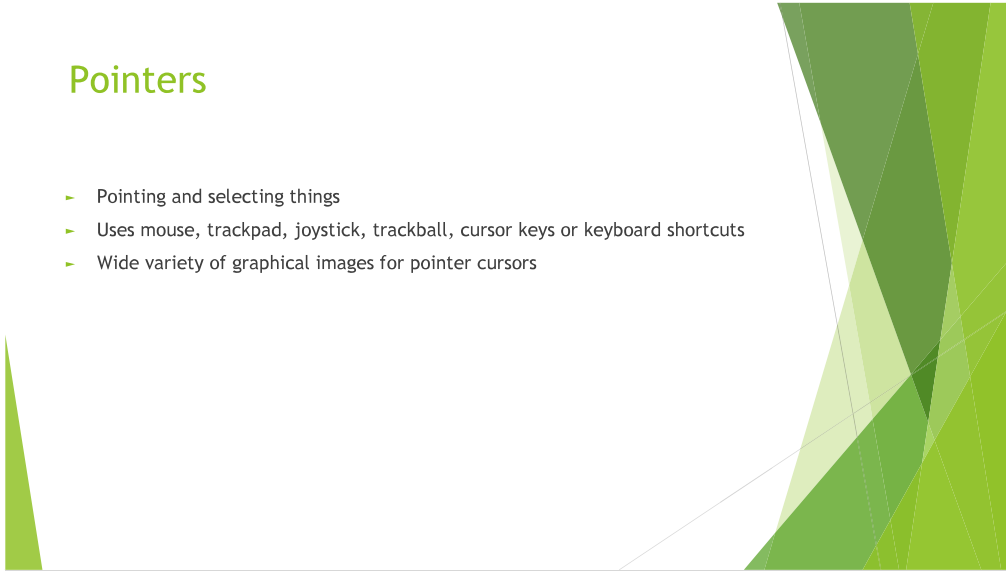 Pointers
► Pointing and selecting things
► Uses mouse, trackpad, joystick, trackball, cursor keys or keyboard shortcuts
► Wide variety of graphical images for pointer cursors